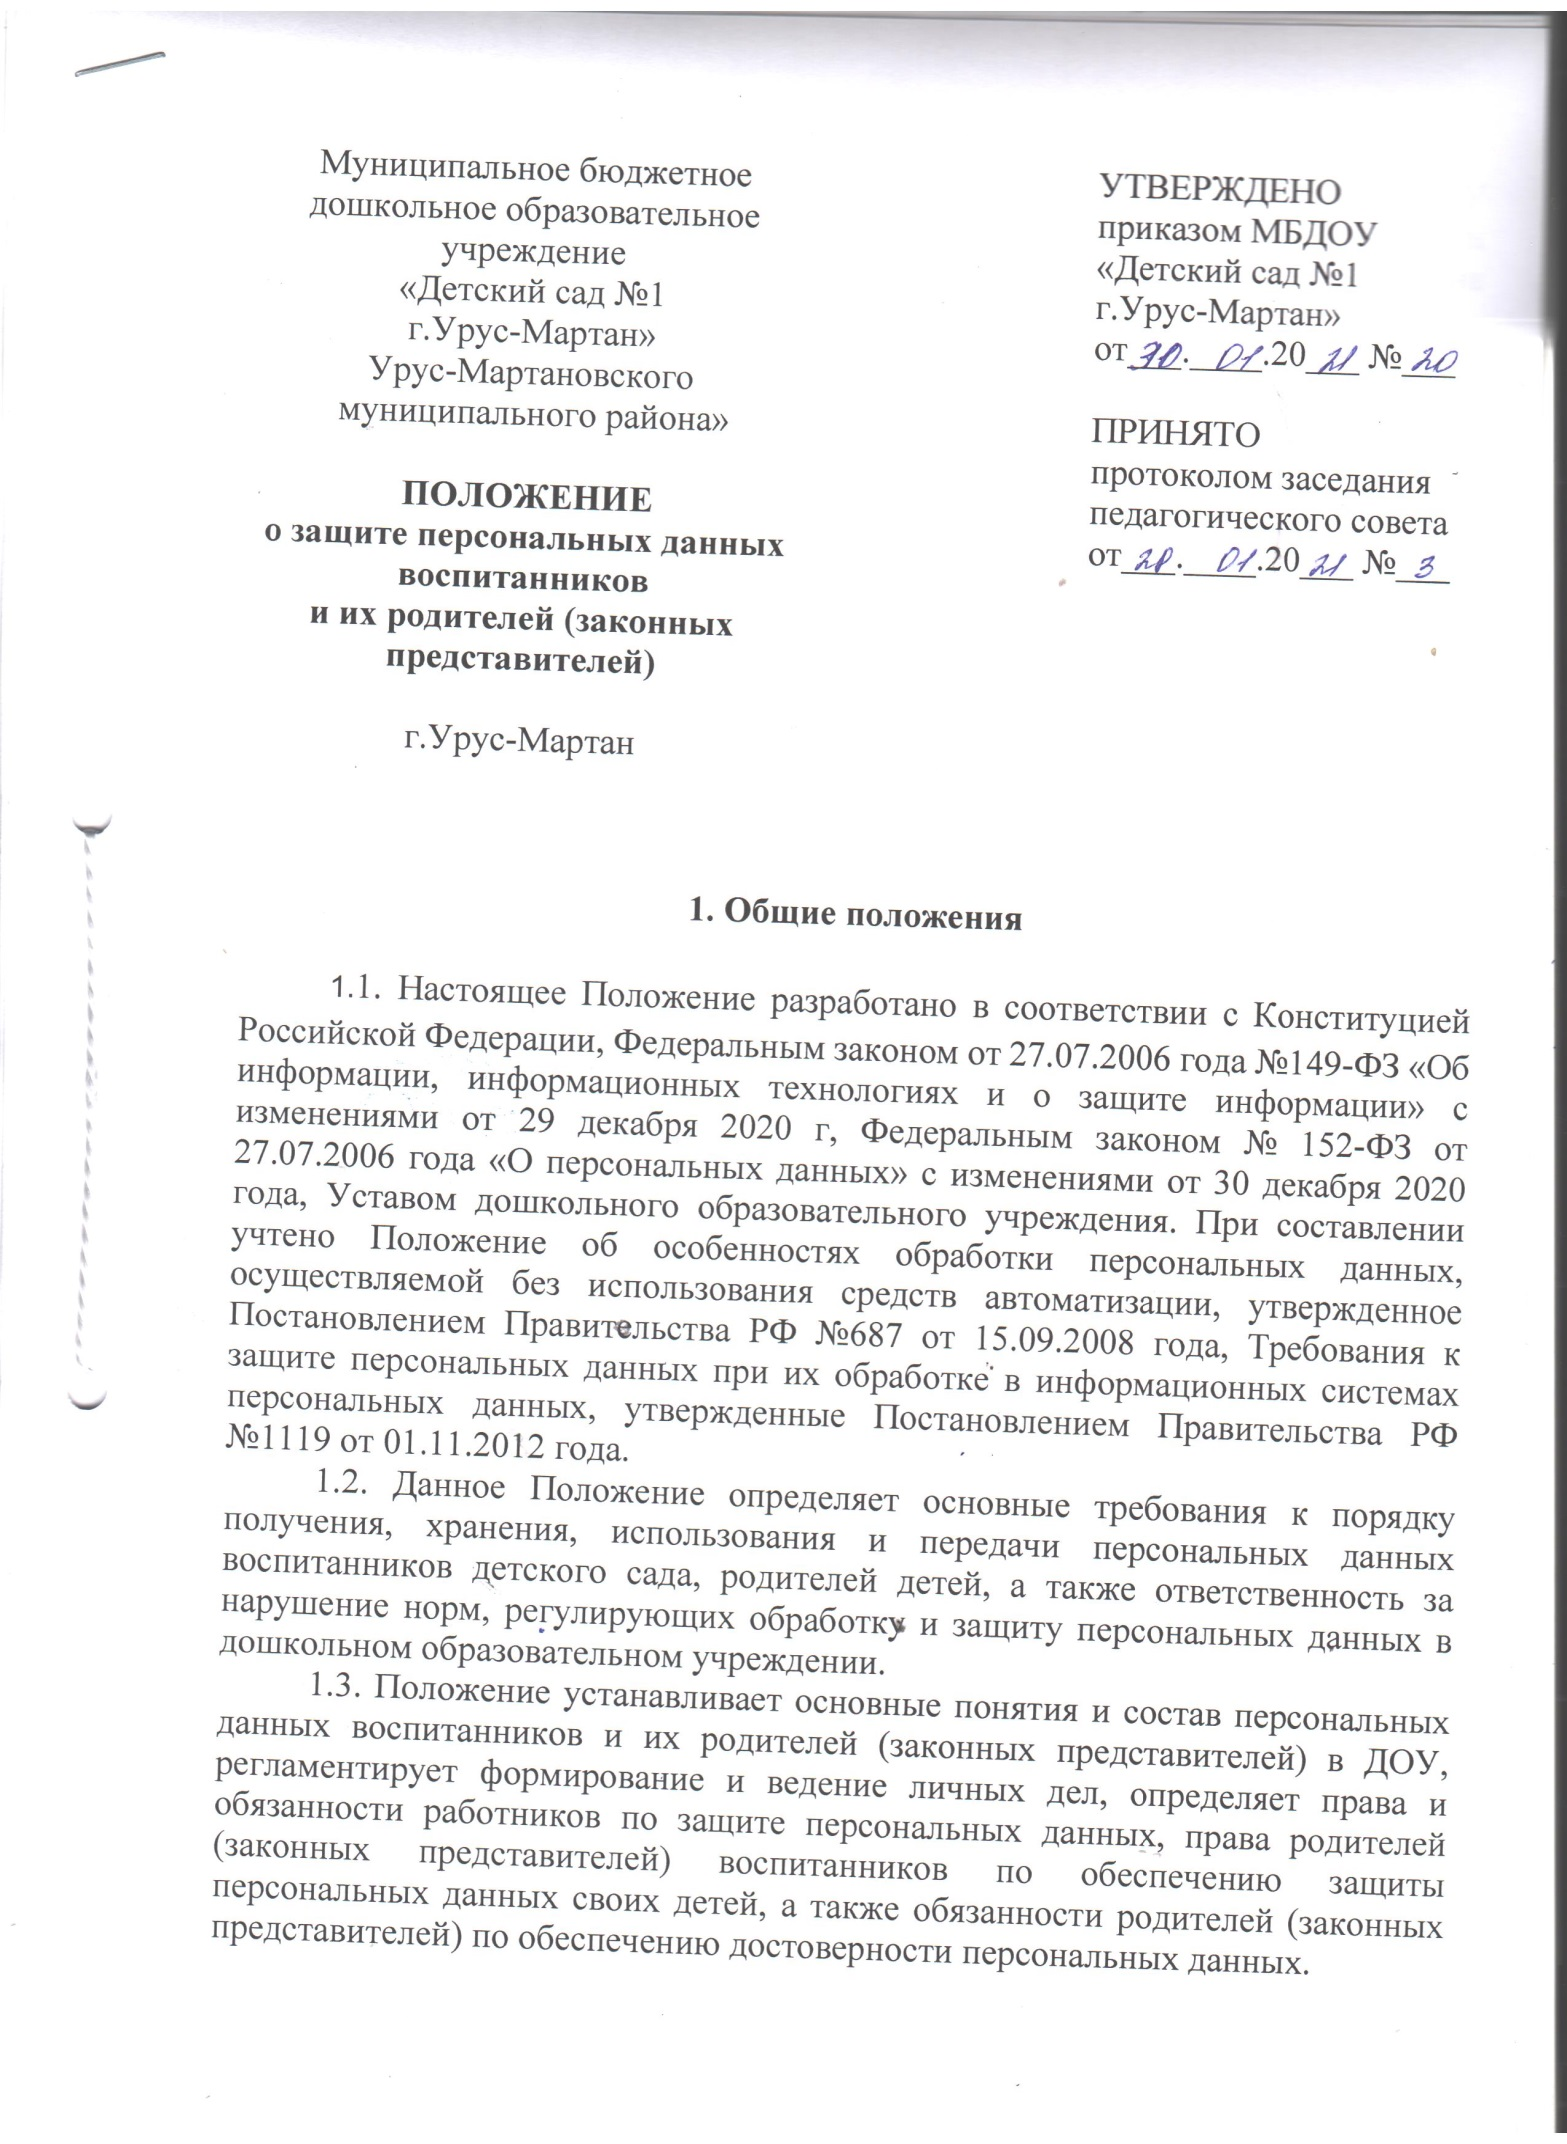 Муниципальное бюджетное
дошкольное образовательное
учреждение
«Детский сад №1
г.Урус-Мартан»
Урус-Мартановского
муниципального района»
ПОЛОЖЕНИЕ
о защите персональных данных
воспитанников
и их родителей (законных
представителей)
г.Урус-Мартан
УТВЕРЖДЕНО
приказом МБДОУ
«Детский сад №1
г.Урус-Мартан»
от 30.01.2021 №20
ПРИНЯТО
протоколом заседания
педагогического совета
от 28.01.2021 № 3
1. Общие положения
1.1. Настоящее Положение разработано в соответствии с Конституцией
Российской Федерации, Федеральным законом от 27.07.2006 года №149-ФЗ «Об
информации, информационных технологиях и о защите информации» с
изменениями от 29 декабря 2020 г, Федеральным законом № 152-ФЗ от
27.07.2006 года «О персональных данных» с изменениями от 30 декабря 2020
года, Уставом дошкольного образовательного учреждения. При составлении
учтено Положение об особенностях обработки персональных данных,
осуществляемой без использования средств автоматизации, утвержденное
Постановлением Правительства РФ №687 от 15.09.2008 года, Требования к
защите персональных данных при их обработке в информационных системах
персональных данных, утвержденные Постановлением Правительства РФ
№1119 от 01.11.2012 года.
1.2. Данное Положение определяет основные требования к порядку
получения, хранения, использования и передачи персональных данных
воспитанников детского сада, родителей детей, а также ответственность за
нарушение норм, регулирующих обработку и защиту персональных данных в
дошкольном образовательном учреждении.
1.3. Положение устанавливает основные понятия и состав персональных
данных воспитанников и их родителей (законных представителей) в ДОУ,
регламентирует формирование и ведение личных дел, определяет права и
обязанности работников по защите персональных данных, права родителей
(законных представителей) воспитанников по обеспечению защиты
персональных данных своих детей, а также обязанности родителей (законных
представителей) по обеспечению достоверности персональных данных.